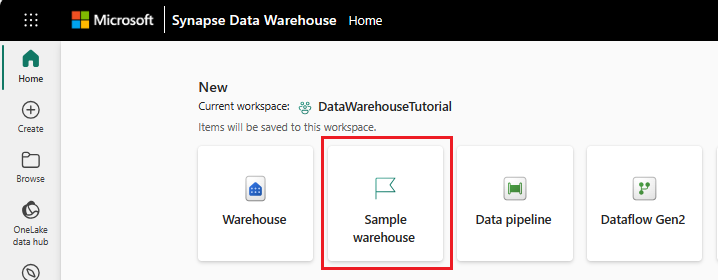 Microsoft Synapse Data Warehouse Home
Home
Create
Browse
OneLake
data hub
New
Current workspace: DataWarehouseTutorial
Items will be saved to this workspace.
Warehouse
Sample
warehouse
Data pipeline
Dataflow Gen2